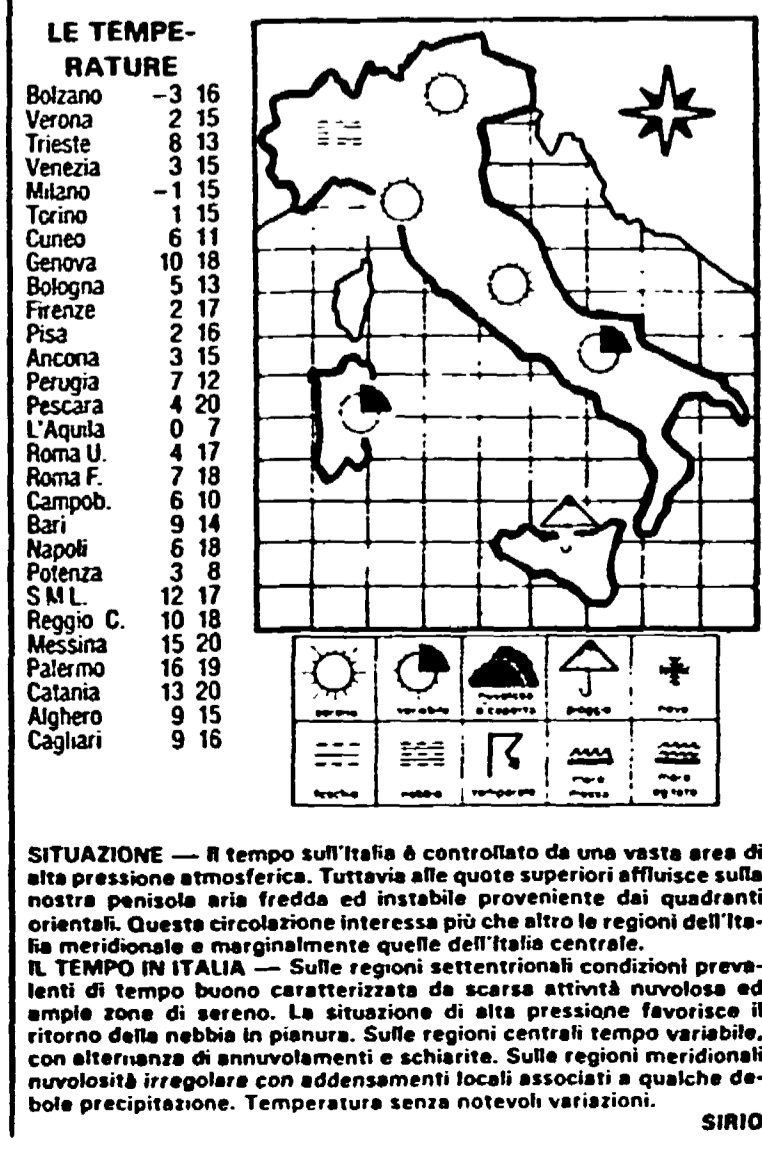 LE TEMPE-
RATURE
Bolzano -3 16
Verona 2 15
Trieste 8 13
Venezia 3 15
Milano -1 15
Torino 1 15
Cuneo 6 11
Genova 10 18
Bologna 5 13
Firenze 2 17
Pisa 2 16
Ancona 3 15
Perugia 7 12
Pescara 4 20
L'Aquila 0 7
Roma U. 4 17
Roma F. 7 18
Campob. 6 10
Bari 9 14
Napoli 6 18
Potenza 3 8
S M L. 12 17
Reggio C. 10 18
Messina 15 20
Palermo 16 19
Catania 13 20
Alghero 9 15
Cagliari 9 16
sereno variabile nuvoloso pioggia neve
o coperto
foschia nebbia temporale mare mare
mosso agitato
SITUAZIONE — Il tempo sull'Italia è controllato da una vasta area di
alta pressione atmosferica. Tuttavia alle quote superiori affluisce sulla
nostra penisola aria fredda ed instabile proveniente dai quadranti
orientali. Questa circolazione interessa più che altro le regioni dell'Ita-
lia meridionale e marginalmente quelle dell'Italia centrale.
IL TEMPO IN ITALIA — Sulle regioni settentrionali condizioni preva-
lenti di tempo buono caratterizzata da scarsa attività nuvolosa ed
ample zone di sereno. La situazione di alta pressione favorisce il
ritorno della nebbia in pianura. Sulle regioni centrali tempo variabile,
con alternanza di annuvolamenti e schiarite. Sulle regioni meridionali
nuvolosità irregolare con addensamenti locali associati a qualche de-
bole precipitazione. Temperatura senza notevoli variazioni.
SIRIO